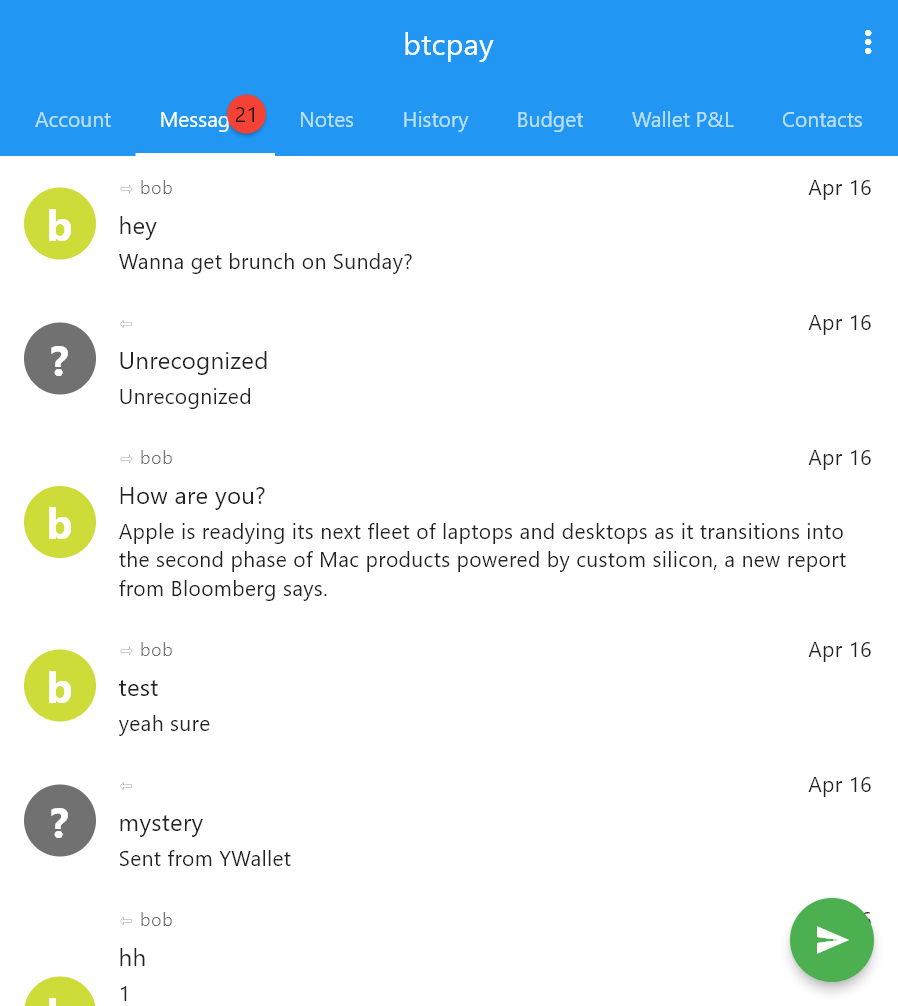 btcpay
Account Messag 21 Notes History Budget Wallet P&L Contacts
⇨ bob Apr 16
b
hey
Wanna get brunch on Sunday?
⇦ Apr 16
?
Unrecognized
Unrecognized
⇨ bob Apr 16
How are you?
b
Apple is readying its next fleet of laptops and desktops as it transitions into
the second phase of Mac products powered by custom silicon, a new report
from Bloomberg says.
⇨ bob Apr 16
b
test
yeah sure
⇦ Apr 16
?
mystery
Sent from YWallet
⇦ bob
hh
1
b